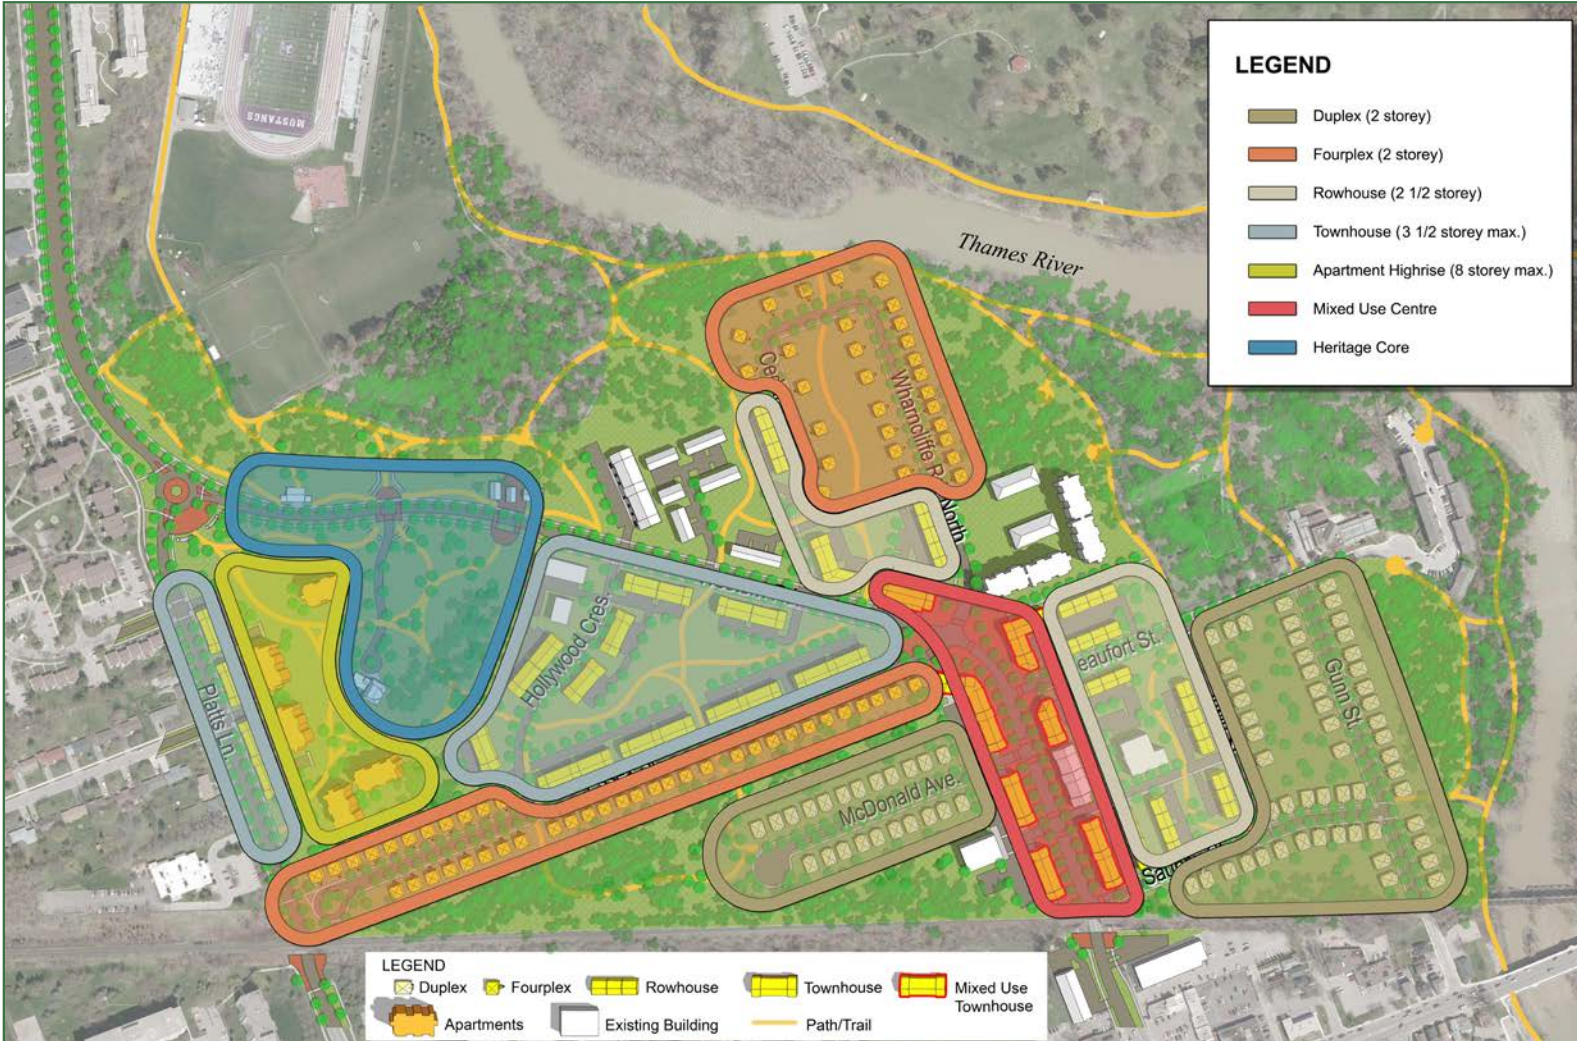 MUSTANGS
Thames River
LEGEND
Duplex (2 storey)
Fourplex (2 storey)
Rowhouse (2 1/2 storey)
Townhouse (3 1/2 storey max.)
Apartment Highrise (8 storey max.)
Mixed Use Centre
Heritage Core
Wharncliffe R
North
Hollywood Cres.
Platts Ln.
eaufort St.
Gunn St.
McDonald Ave.
LEGEND
Duplex
Fourplex
Rowhouse
Townhouse
Mixed Use
Townhouse
Apartments
Existing Building
Path/Trail